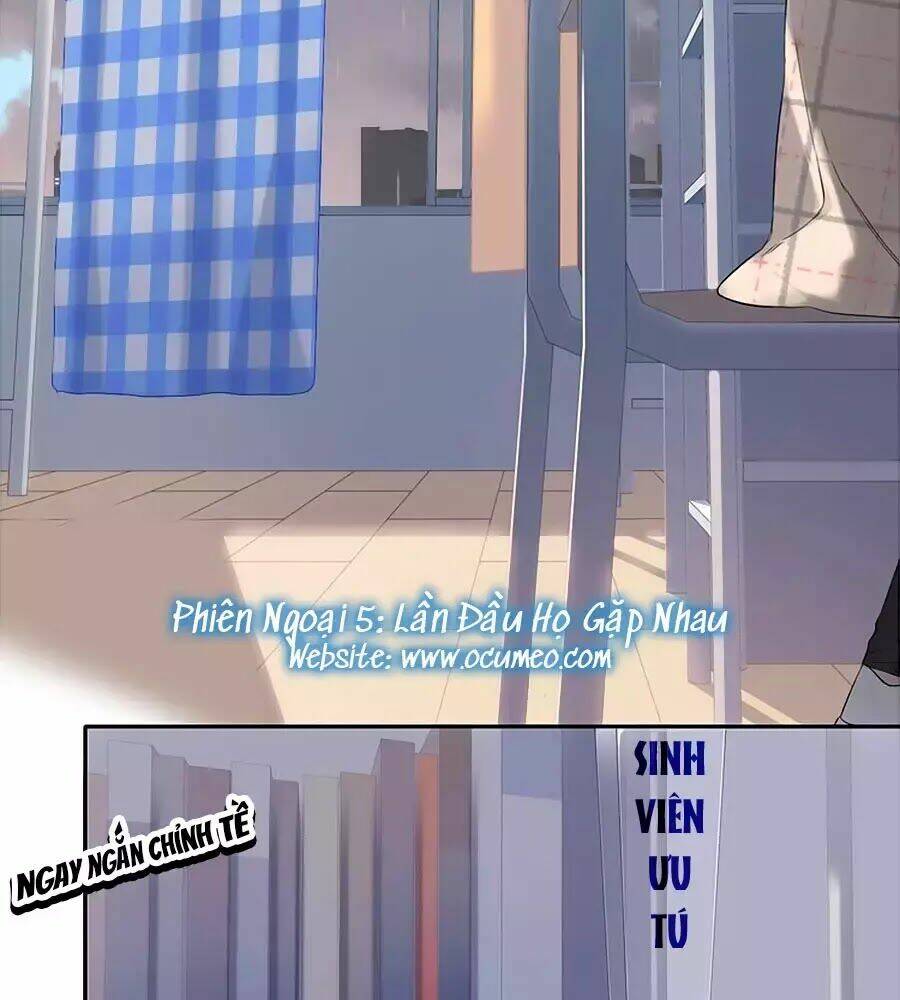 Phiên Ngoại 5: Lần Đầu Họ Gặp Nhau
Website: www.ocumeo.com
SINH
VIÊN
ƯU
TÚ
NGAY NGẮN CHỈNH TỀ